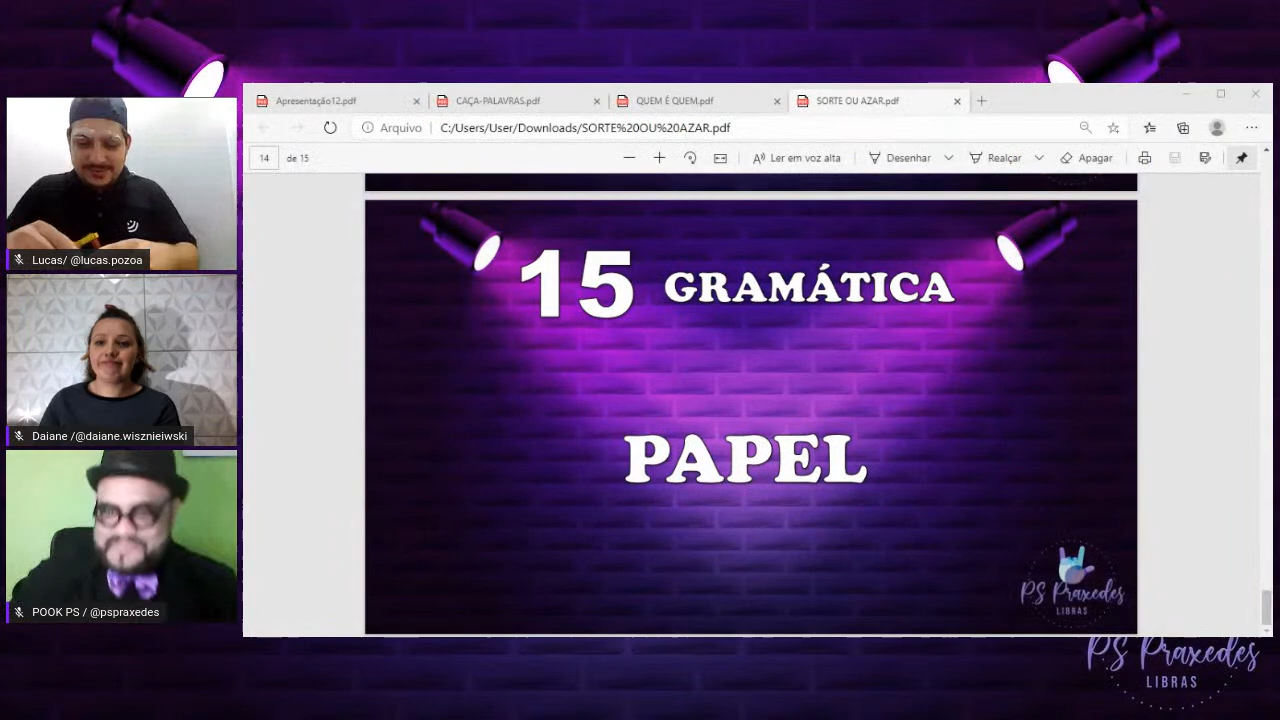 Apresentação12.pdf
CAÇA-PALAVRAS.pdf
QUEM É QUEM.pdf
SORTE OU AZAR.pdf
Arquivo
C:/Users/User/Downloads/SORTE%20OU%20AZAR.pdf
14 de 15
Ler em voz alta
Desenhar
Realçar
Apagar
15 GRAMÁTICA
PAPEL
PS Praxedes
LIBRAS
Lucas/ @lucas.pozoa
Daiane /@daiane.wisznieiwski
POOK PS / @pspraxedes
PS Praxedes
LIBRAS